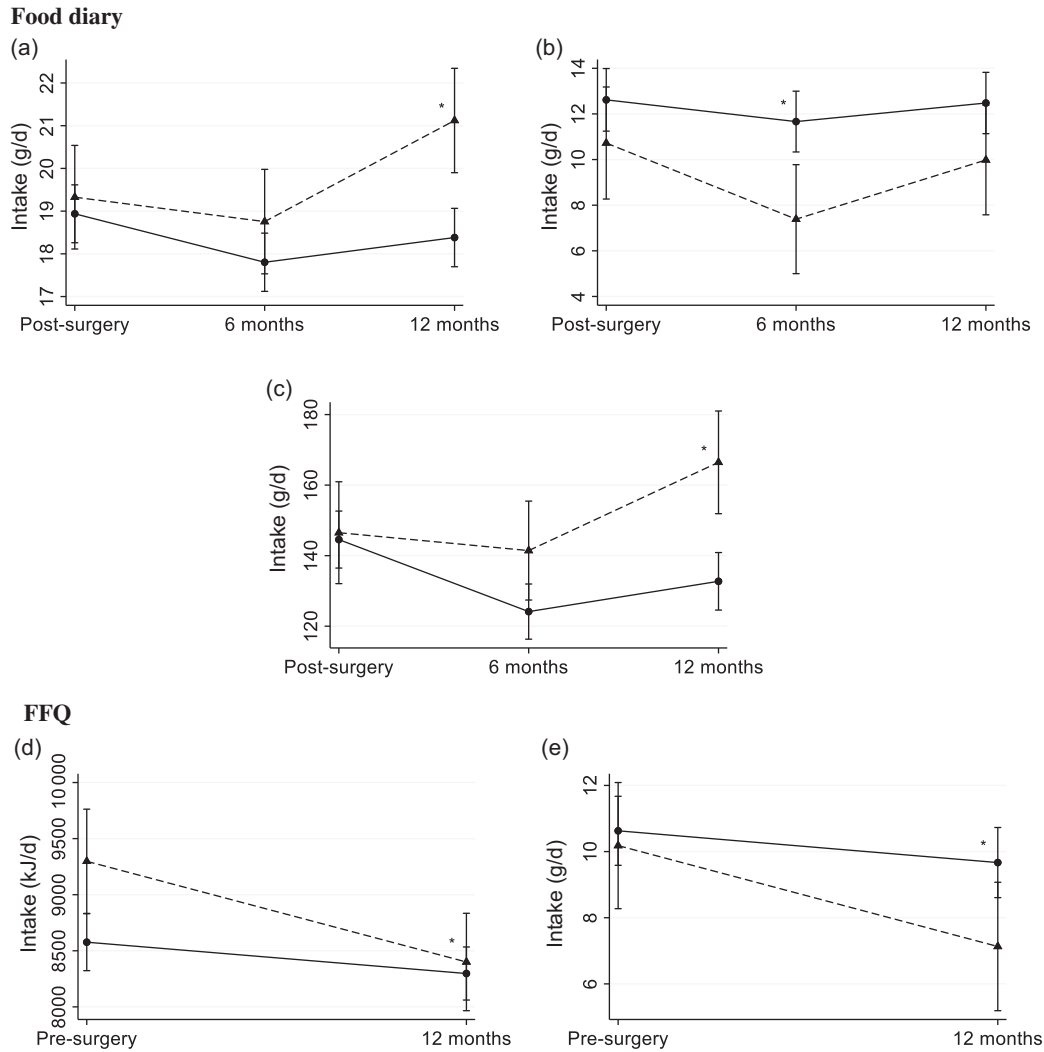 Food diary
(a)
(b)
Intake (g/d)
22
21
20
19
18
17
Post-surgery 6 months 12 months
Intake (g/d)
14
12
10
8
6
4
Post-surgery 6 months 12 months
*
*
(c)
Intake (g/d)
180
160
140
120
*
Post-surgery 6 months 12 months
FFQ
(d)
(e)
Intake (kJ/d)
10 000
9500
9000
8500
8000
*
Pre-surgery 12 months
Intake (g/d)
12
10
8
6
*
Pre-surgery 12 months